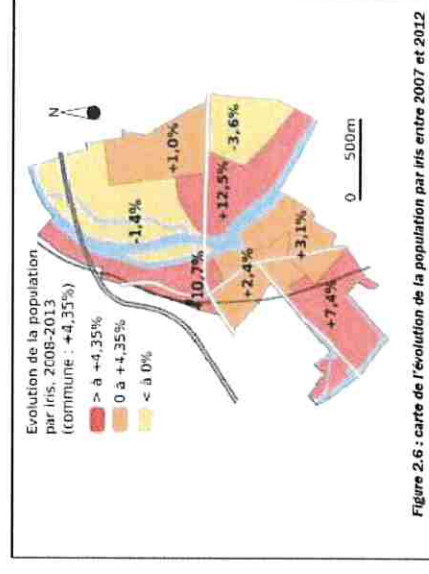 Evolution de la population
par iris, 2008-2013
(commune : +4,35%)
> à +4,35%
0 à +4,35%
< à 0%
N
-1,4%
+1,0%
+10,7%
+12,5%
-3,6%
+2,4%
+3,1%
+7,4%
0 500m
Figure 2.6 : carte de l'évolution de la population par iris entre 2007 et 2012